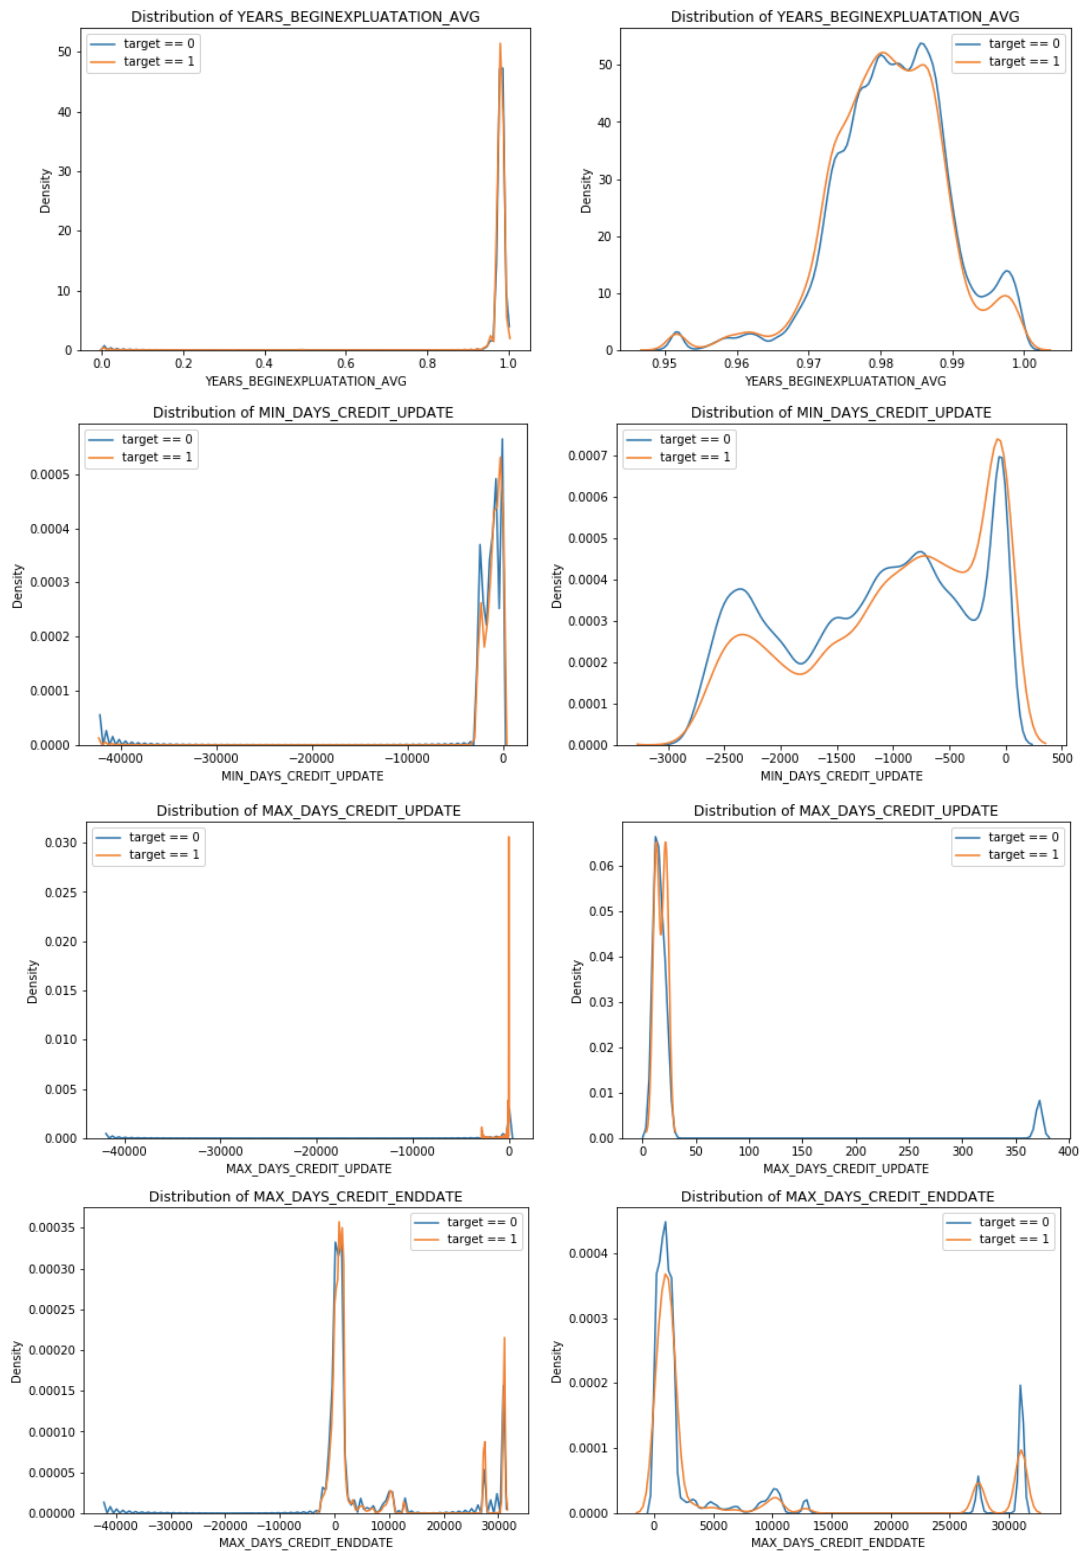 Distribution of YEARS_BEGINEXPLUATATION_AVG
target == 0
target == 1
50
40
30
20
10
0
Density
0.0 0.2 0.4 0.6 0.8 1.0
YEARS_BEGINEXPLUATATION_AVG
Distribution of YEARS_BEGINEXPLUATATION_AVG
target == 0
target == 1
50
40
30
20
10
0
Density
0.95 0.96 0.97 0.98 0.99 1.00
YEARS_BEGINEXPLUATATION_AVG
Distribution of MIN_DAYS_CREDIT_UPDATE
target == 0
target == 1
0.0005
0.0004
0.0003
0.0002
0.0001
0.0000
Density
−40000 −30000 −20000 −10000 0
MIN_DAYS_CREDIT_UPDATE
Distribution of MIN_DAYS_CREDIT_UPDATE
target == 0
target == 1
0.0007
0.0006
0.0005
0.0004
0.0003
0.0002
0.0001
0.0000
Density
−3000 −2500 −2000 −1500 −1000 −500 0 500
MIN_DAYS_CREDIT_UPDATE
Distribution of MAX_DAYS_CREDIT_UPDATE
target == 0
target == 1
0.030
0.025
0.020
0.015
0.010
0.005
0.000
Density
−40000 −30000 −20000 −10000 0
MAX_DAYS_CREDIT_UPDATE
Distribution of MAX_DAYS_CREDIT_UPDATE
target == 0
target == 1
0.06
0.05
0.04
0.03
0.02
0.01
0.00
Density
0 50 100 150 200 250 300 350 400
MAX_DAYS_CREDIT_UPDATE
Distribution of MAX_DAYS_CREDIT_ENDDATE
target == 0
target == 1
0.00035
0.00030
0.00025
0.00020
0.00015
0.00010
0.00005
0.00000
Density
−40000 −30000 −20000 −10000 0 10000 20000 30000
MAX_DAYS_CREDIT_ENDDATE
Distribution of MAX_DAYS_CREDIT_ENDDATE
target == 0
target == 1
0.0004
0.0003
0.0002
0.0001
0.0000
Density
0 5000 10000 15000 20000 25000 30000
MAX_DAYS_CREDIT_ENDDATE